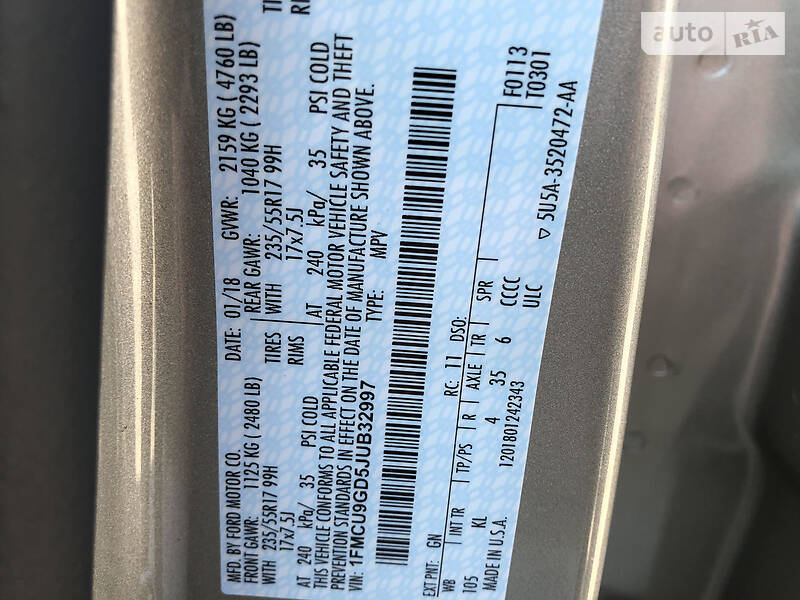 MFD. BY FORD MOTOR CO. DATE: 01/18 GVWR: 2159 KG ( 4760 LB)
FRONT GAWR: 1125 KG ( 2480 LB) REAR GAWR: 1040 KG ( 2293 LB)
WITH 235/55R17 99H TIRES WITH 235/55R17 99H
17x7.5J RIMS 17x7.5J
AT 240 kPa/ 35 PSI COLD AT 240 kPa/ 35 PSI COLD
THIS VEHICLE CONFORMS TO ALL APPLICABLE FEDERAL MOTOR VEHICLE SAFETY AND THEFT
PREVENTION STANDARDS IN EFFECT ON THE DATE OF MANUFACTURE SHOWN ABOVE.
VIN: 1FMCU9GD5JUB32997 TYPE: MPV
F0113
T0301
EXT PNT: GN RC: 11 DSO:
WB INT TR TP/PS R AXLE TR SPR
105 KL 4 35 6 CCCC
MADE IN U.S.A. 1201801242343 ULC
▽ 5U5A-3520472-AA
auto RIA